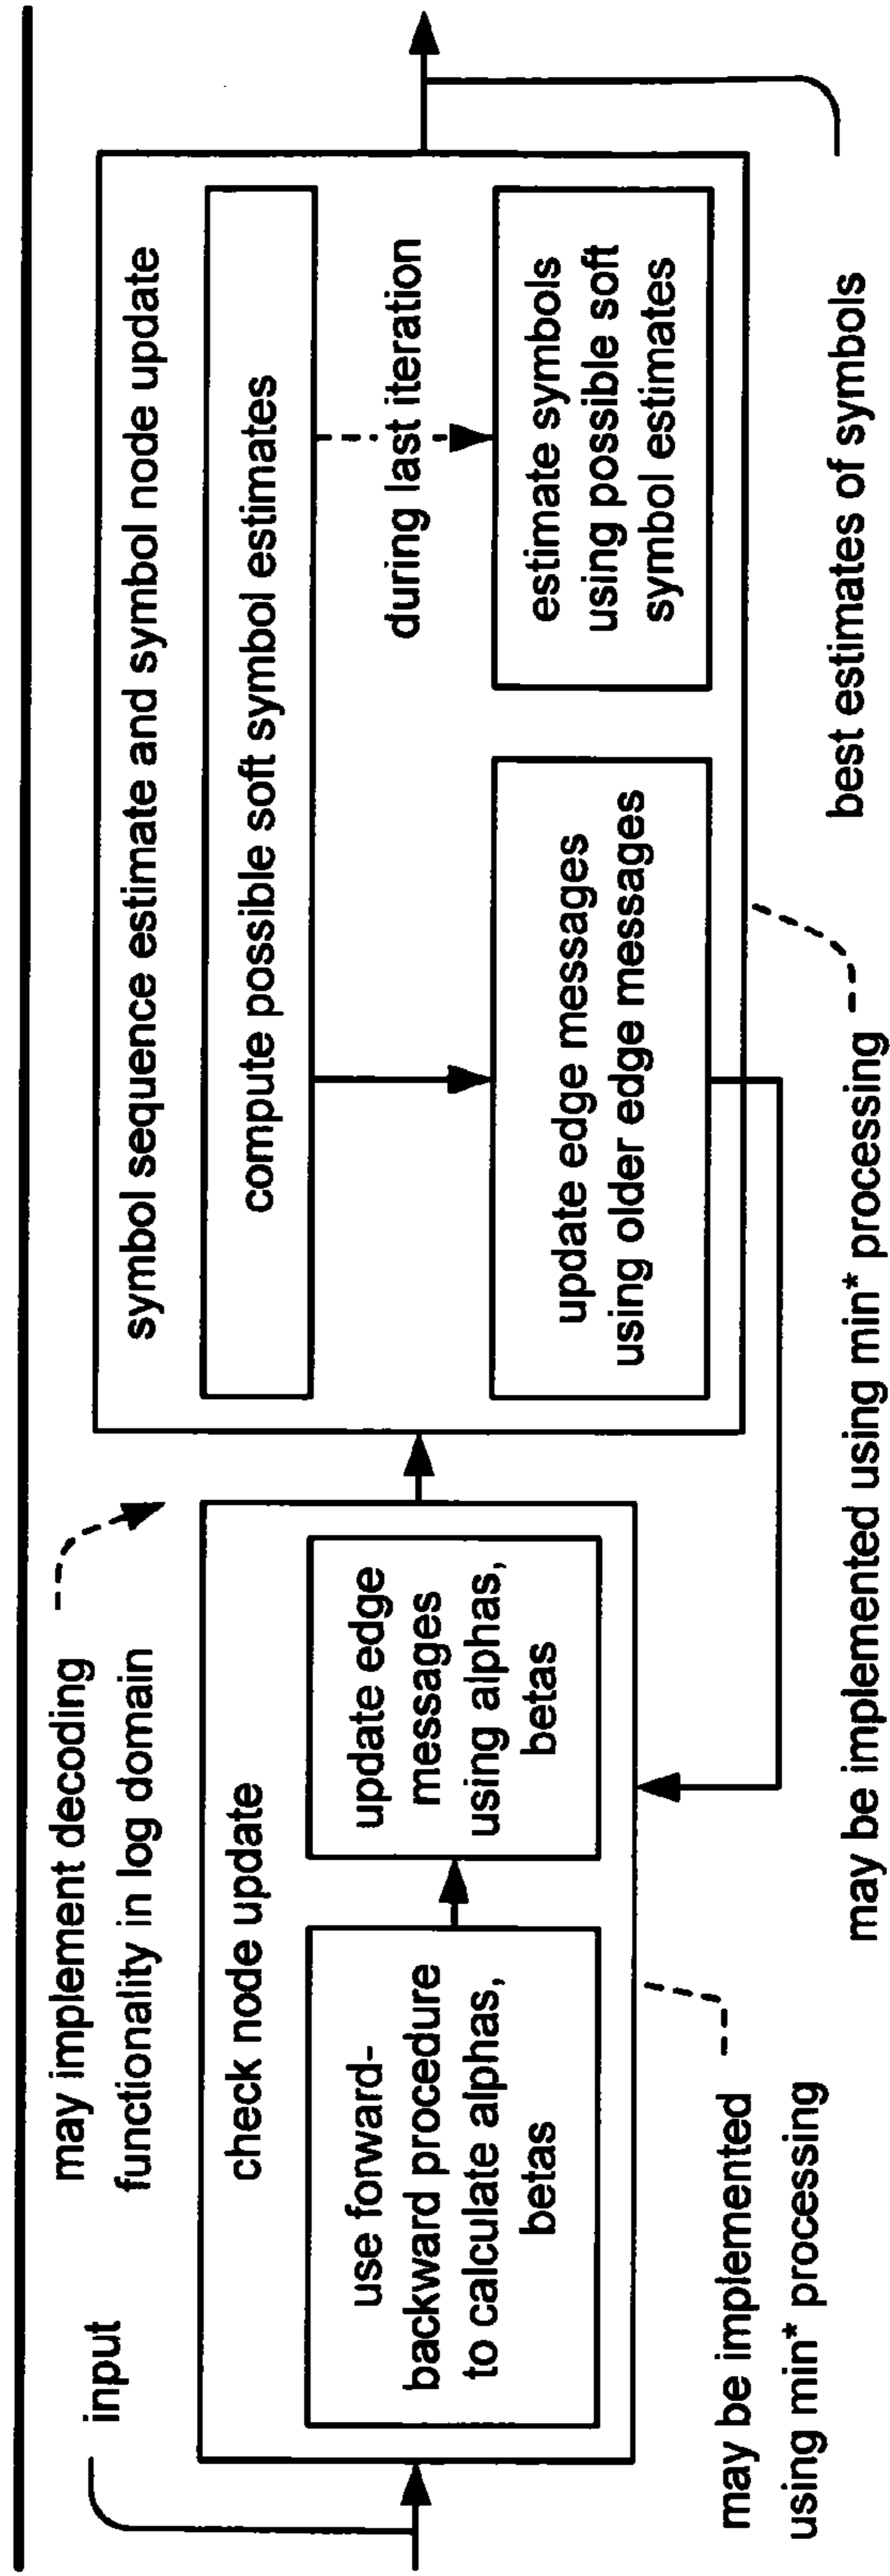 input
may implement decoding
functionality in log domain
check node update
use forward-
backward procedure
to calculate alphas,
betas
update edge
messages
using alphas,
betas
may be implemented
using min* processing
symbol sequence estimate and symbol node update
compute possible soft symbol estimates
during last iteration
update edge messages
using older edge messages
estimate symbols
using possible soft
symbol estimates
best estimates of symbols
may be implemented using min* processing